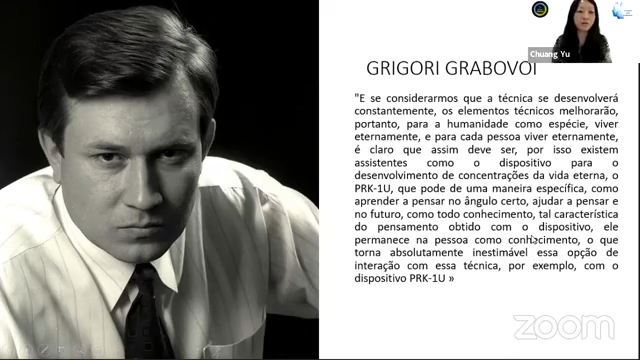 Chuang Yu
GRIGORI GRABOVOI
"E se considerarmos que a técnica se desenvolverá
constantemente, os elementos técnicos melhorarão,
portanto, para a humanidade como espécie, viver
eternamente, e para cada pessoa viver eternamente,
é claro que assim deve ser, por isso existem
assistentes como o dispositivo para o
desenvolvimento de concentrações da vida eterna, o
PRK-1U, que pode de uma maneira específica, como
aprender a pensar no ângulo certo, ajudar a pensar e
no futuro, como todo conhecimento, tal característica
do pensamento obtido com o dispositivo, ele
permanece na pessoa como conhecimento, o que
torna absolutamente inestimável essa opção de
interação com essa técnica, por exemplo, com o
dispositivo PRK-1U »
zoom